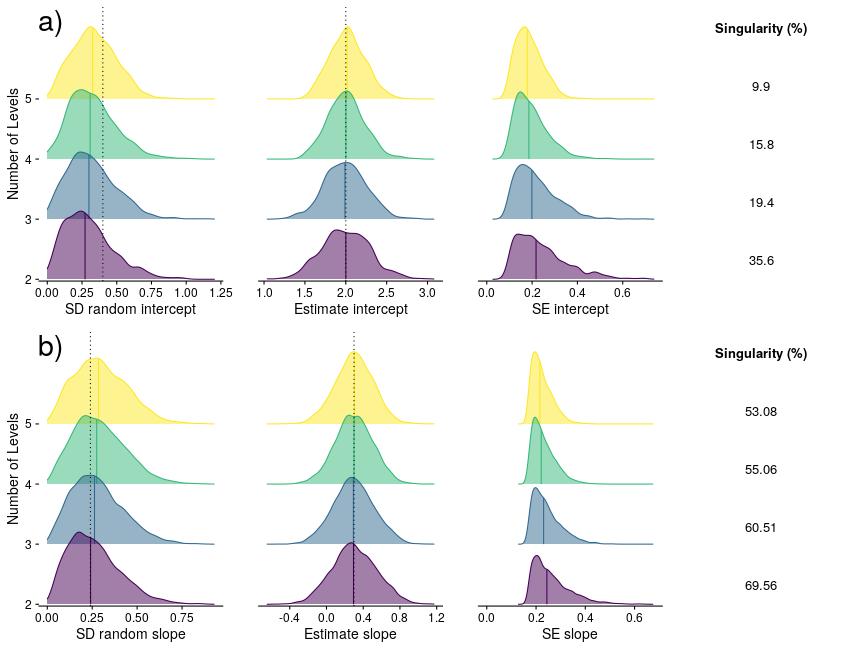 a)
Singularity (%)
Number of Levels
5
4
3
2
9.9
15.8
19.4
35.6
0.00 0.25 0.50 0.75 1.00 1.25
1.0 1.5 2.0 2.5 3.0
0.0 0.2 0.4 0.6
SD random intercept
Estimate intercept
SE intercept
b)
Singularity (%)
Number of Levels
5
4
3
2
53.08
55.06
60.51
69.56
0.00 0.25 0.50 0.75
-0.4 0.0 0.4 0.8 1.2
0.0 0.2 0.4 0.6
SD random slope
Estimate slope
SE slope